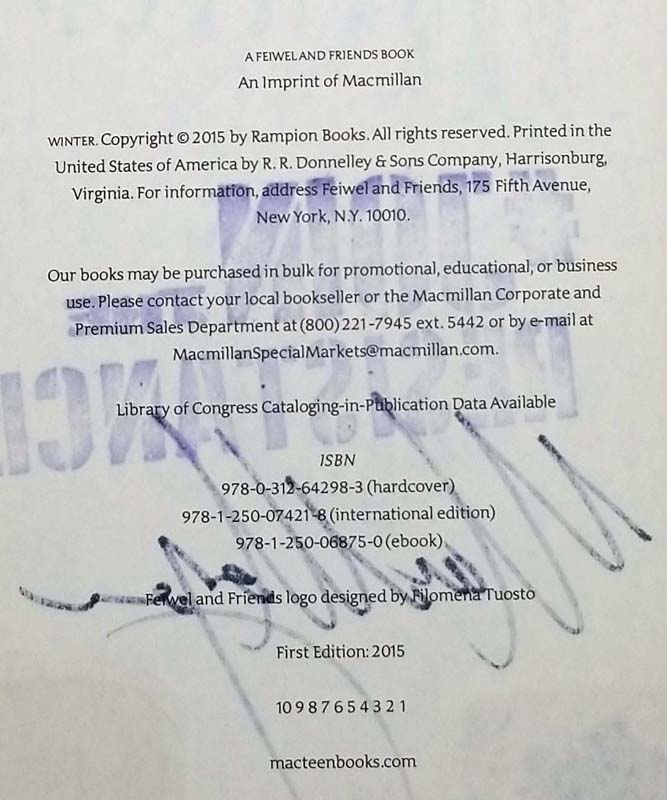 A FEIWEL AND FRIENDS BOOK
An Imprint of Macmillan
WINTER. Copyright © 2015 by Rampion Books. All rights reserved. Printed in the
United States of America by R. R. Donnelley & Sons Company, Harrisonburg,
Virginia. For information, address Feiwel and Friends, 175 Fifth Avenue,
New York, N.Y. 10010.
Our books may be purchased in bulk for promotional, educational, or business
use. Please contact your local bookseller or the Macmillan Corporate and
Premium Sales Department at (800) 221-7945 ext. 5442 or by e-mail at
MacmillanSpecialMarkets@macmillan.com.
Library of Congress Cataloging-in-Publication Data Available
ISBN
978-0-312-64298-3 (hardcover)
978-1-250-07421-8 (international edition)
978-1-250-06875-0 (ebook)
Feiwel and Friends logo designed by Filomena Tuosto
First Edition: 2015
10 9 8 7 6 5 4 3 2 1
macteenbooks.com